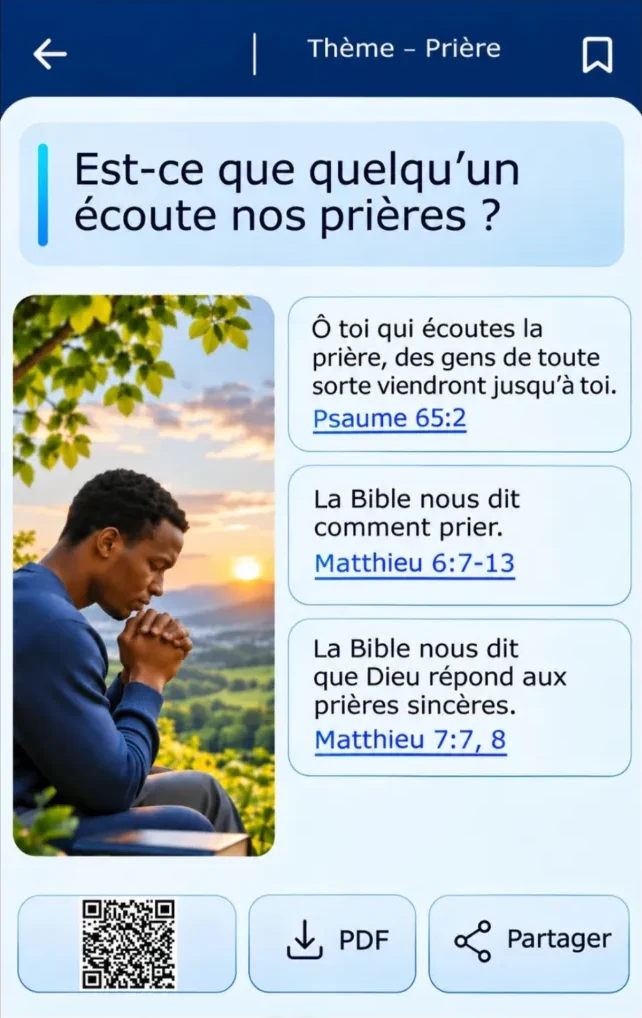 Thème – Prière
Est-ce que quelqu’un
écoute nos prières ?
Ô toi qui écoutes la
prière, des gens de toute
sorte viendront jusqu’à toi.
Psaume 65:2
La Bible nous dit
comment prier.
Matthieu 6:7-13
La Bible nous dit
que Dieu répond aux
prières sincères.
Matthieu 7:7, 8
PDF
Partager